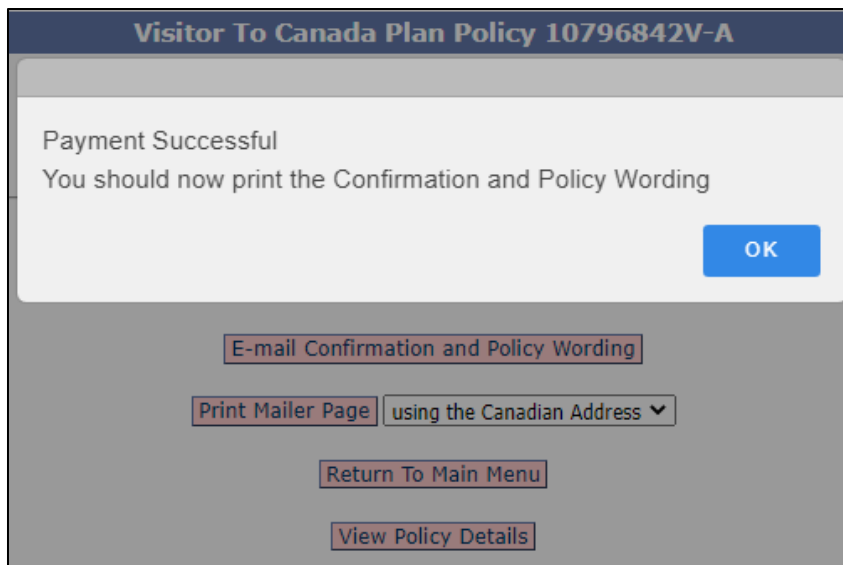 Visitor To Canada Plan Policy 10796842V-A
Payment Successful
You should now print the Confirmation and Policy Wording
OK
E-mail Confirmation and Policy Wording
Print Mailer Page using the Canadian Address
Return To Main Menu
View Policy Details